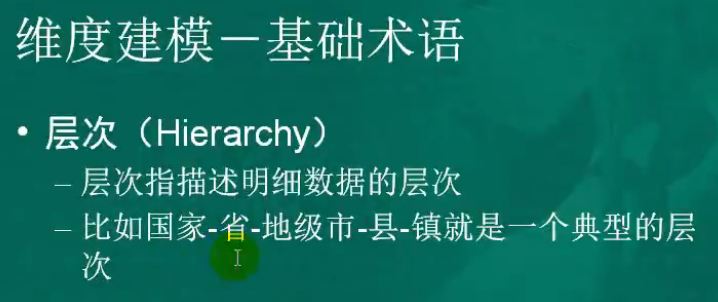 维度建模－基础术语
• 层次（Hierarchy）
– 层次指描述明细数据的层次
– 比如国家-省-地级市-县-镇就是一个典型的层
次